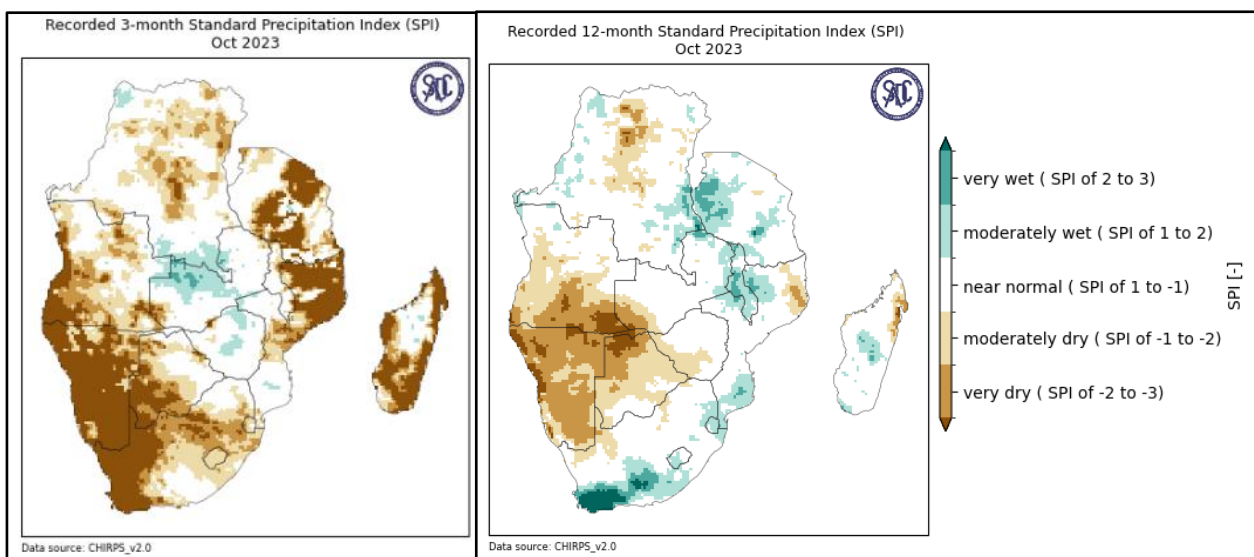 Recorded 3-month Standard Precipitation Index (SPI)
Oct 2023
SADC
Data source: CHIRPS_v2.0
Recorded 12-month Standard Precipitation Index (SPI)
Oct 2023
SADC
Data source: CHIRPS_v2.0
very wet ( SPI of 2 to 3)
moderately wet ( SPI of 1 to 2)
near normal ( SPI of 1 to -1)
moderately dry ( SPI of -1 to -2)
very dry ( SPI of -2 to -3)
SPI [-]